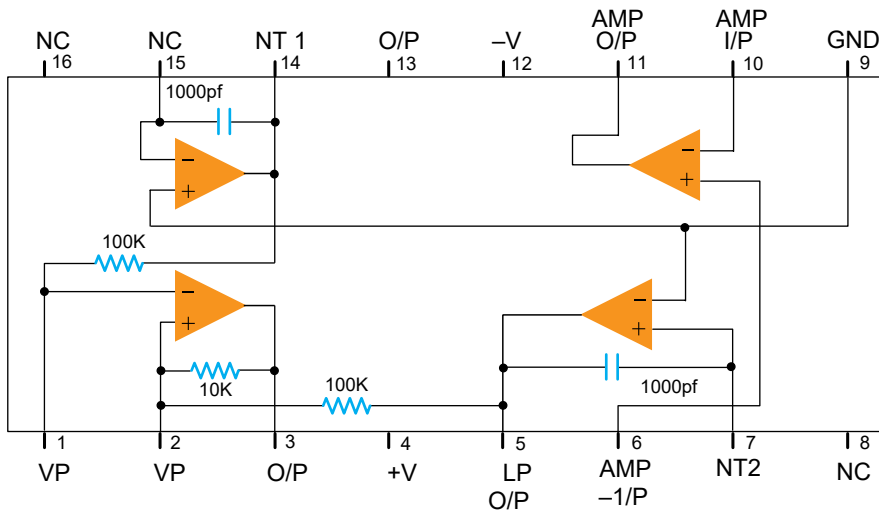 NC NC NT 1 O/P –V AMP O/P AMP I/P GND
16 15 14 13 12 11 10 9
1000pf
–
+
–
+
100K
–
+
–
+
10K
100K
1000pf
1 2 3 4 5 6 7 8
VP VP O/P +V LP O/P AMP –1/P NT2 NC